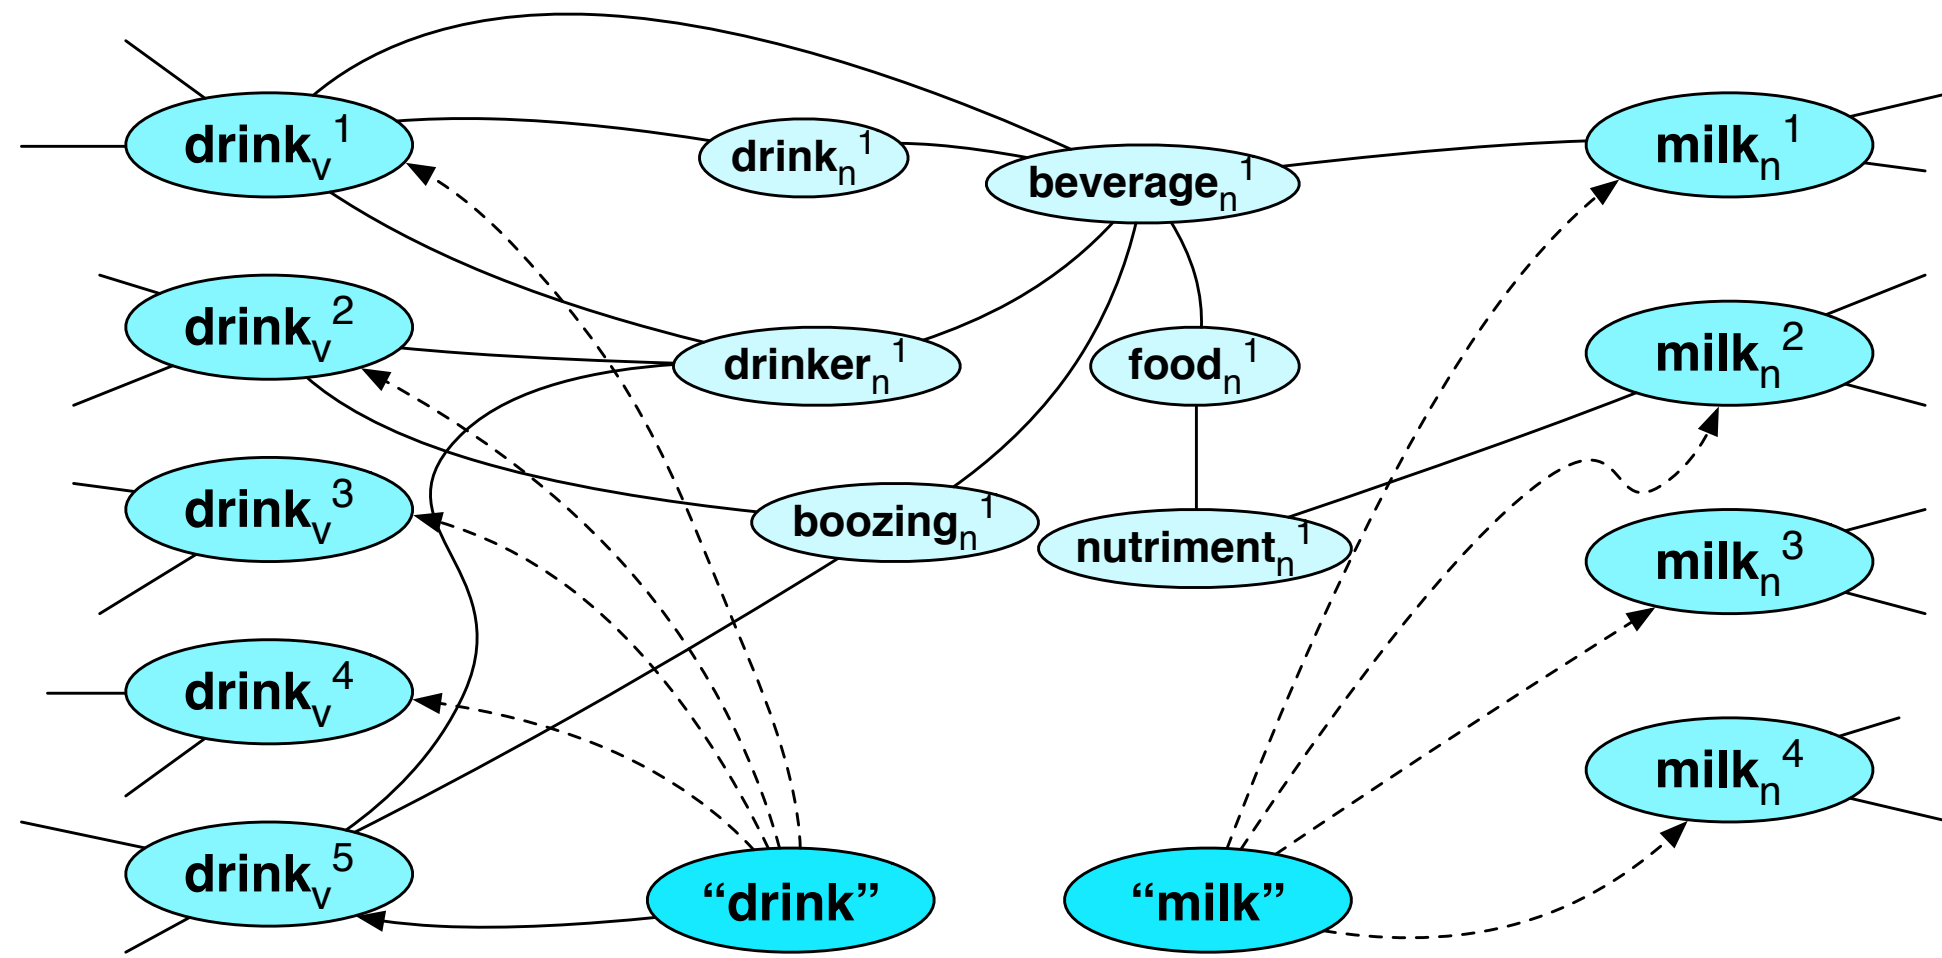 drink_v^1
drink_n^1
beverage_n^1
milk_n^1
drink_v^2
drinker_n^1
food_n^1
milk_n^2
drink_v^3
boozing_n^1
nutriment_n^1
milk_n^3
drink_v^4
milk_n^4
drink_v^5
“drink”
“milk”